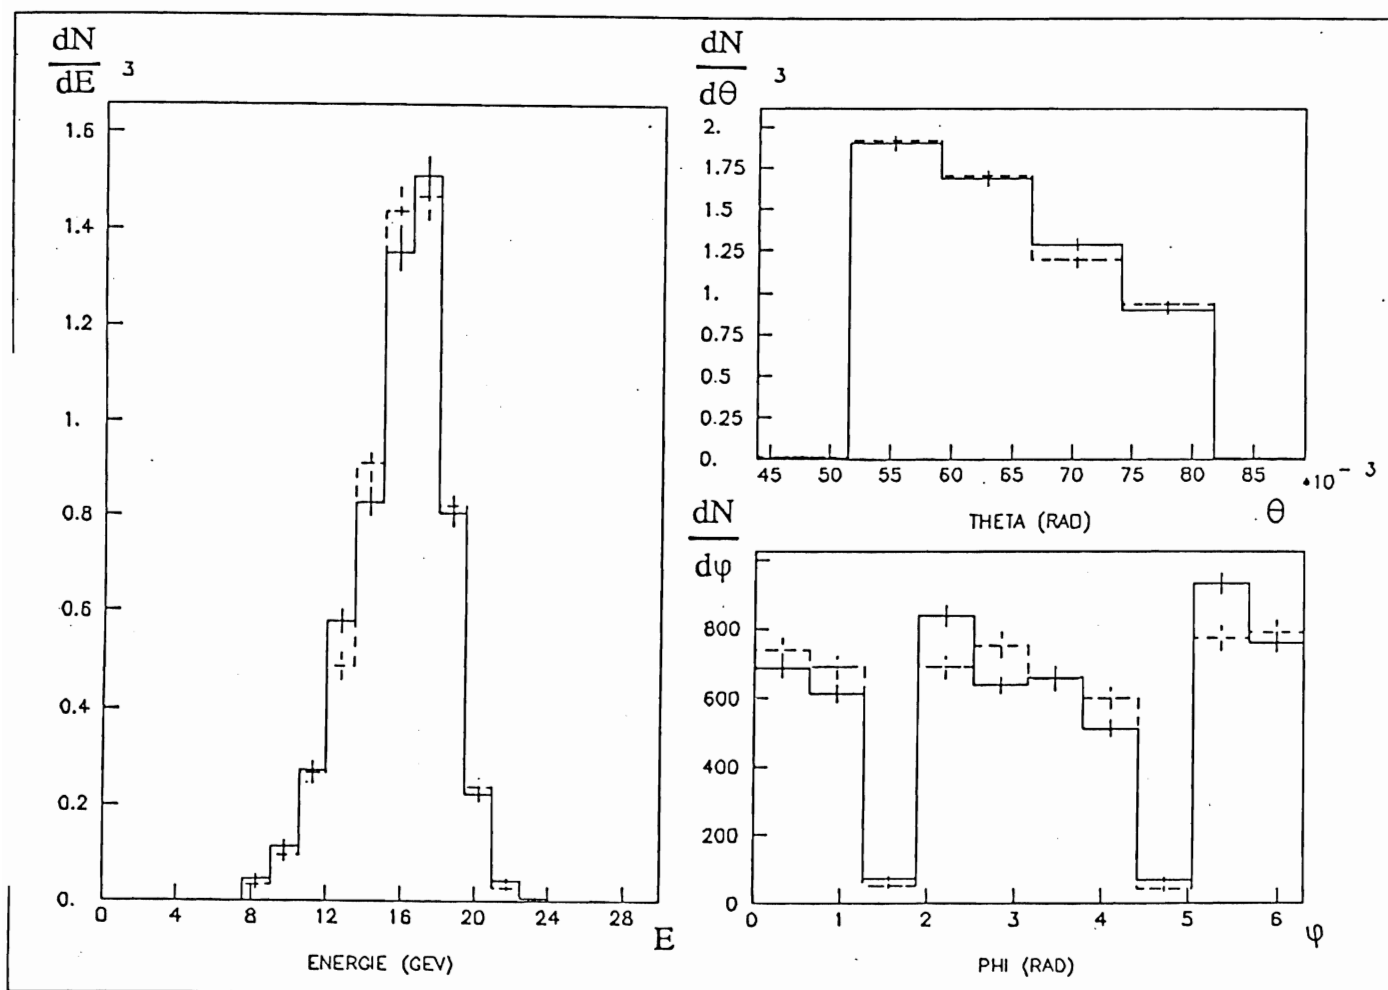 dN
dE
3
1.6
1.4
1.2
1.
0.8
0.6
0.4
0.2
0.
0 4 8 12 16 20 24 28
E
ENERGIE (GEV)
dN
dθ
3
2.
1.75
1.5
1.25
1.
0.75
0.5
0.25
0.
45 50 55 60 65 70 75 80 85
*10⁻³
THETA (RAD)
θ
dN
dφ
800
600
400
200
0
0 1 2 3 4 5 6
φ
PHI (RAD)